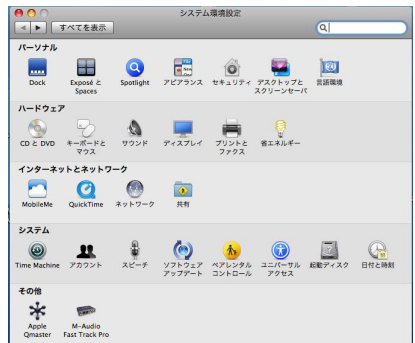 システム環境設定
すべてを表示
パーソナル
Dock
Exposé と
Spaces
Spotlight
アピアランス
セキュリティ
デスクトップと
スクリーンセーバ
言語環境
ハードウェア
CD と DVD
キーボードと
マウス
サウンド
ディスプレイ
プリントと
ファクス
省エネルギー
インターネットとネットワーク
MobileMe
QuickTime
ネットワーク
共有
システム
Time Machine
アカウント
スピーチ
ソフトウェア
アップデート
ペアレンタル
コントロール
ユニバーサル
アクセス
起動ディスク
日付と時刻
その他
Apple
Qmaster
M-Audio
Fast Track Pro